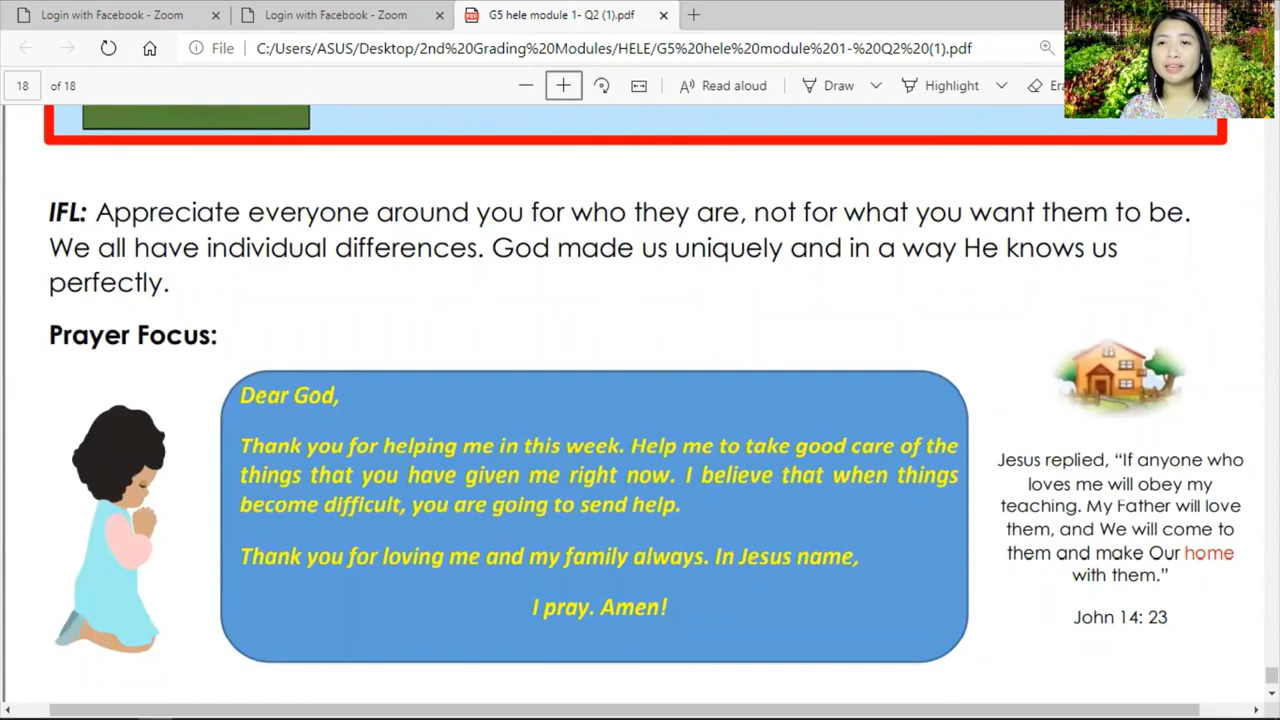 Login with Facebook - Zoom
Login with Facebook - Zoom
G5 hele module 1- Q2 (1).pdf
File
C:/Users/ASUS/Desktop/2nd%20Grading%20Modules/HELE/G5%20hele%20module%201-%20Q2%20(1).pdf
18
of 18
Read aloud
Draw
Highlight
Era
IFL: Appreciate everyone around you for who they are, not for what you want them to be.
We all have individual differences. God made us uniquely and in a way He knows us
perfectly.
Prayer Focus:
Dear God,
Thank you for helping me in this week. Help me to take good care of the
things that you have given me right now. I believe that when things
become difficult, you are going to send help.
Thank you for loving me and my family always. In Jesus name,
I pray. Amen!
Jesus replied, “If anyone who
loves me will obey my
teaching. My Father will love
them, and We will come to
them and make Our home
with them.”
John 14: 23